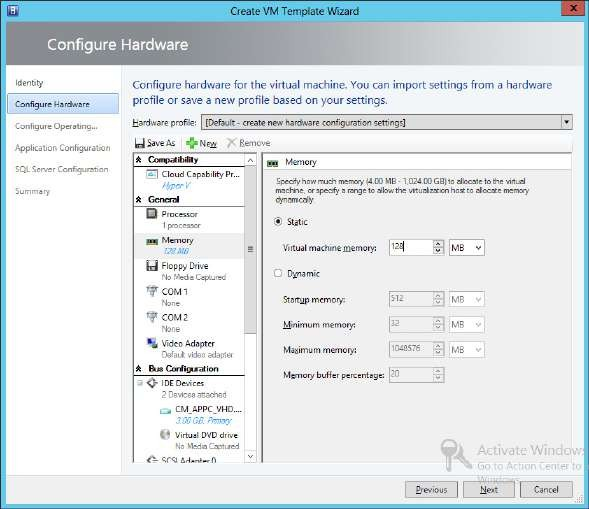 Create VM Template Wizard
Configure Hardware
Identity
Configure Hardware
Configure Operating...
Application Configuration
SQL Server Configuration
Summary
Configure hardware for the virtual machine. You can import settings from a hardware
profile or save a new profile based on your settings.
Hardware profile: [Default - create new hardware configuration settings]
Save As New Remove
Compatibility
Cloud Capability Pr...
Hyper V
General
Processor
1 processor
Memory
128 MB
Floppy Drive
No Media Captured
COM 1
None
COM 2
None
Video Adapter
Default video adapter
Bus Configuration
IDE Devices
2 Devices attached
CM_APPC_VHD....
3.00 GB, Primary
Virtual DVD drive
No Media Captured
SCSI Adapter 0
Memory
Specify how much memory (4.00 MB - 1,024.00 GB) to allocate to the virtual
machine, or specify a range to allow the virtualization host to allocate memory
dynamically.
Static
Virtual machine memory: 128 MB
Dynamic
Startup memory: 512 MB
Minimum memory: 32 MB
Maximum memory: 1048576 MB
Memory buffer percentage: 20
Activate Windows
Go to Action Center to
Windows.
Previous Next Cancel